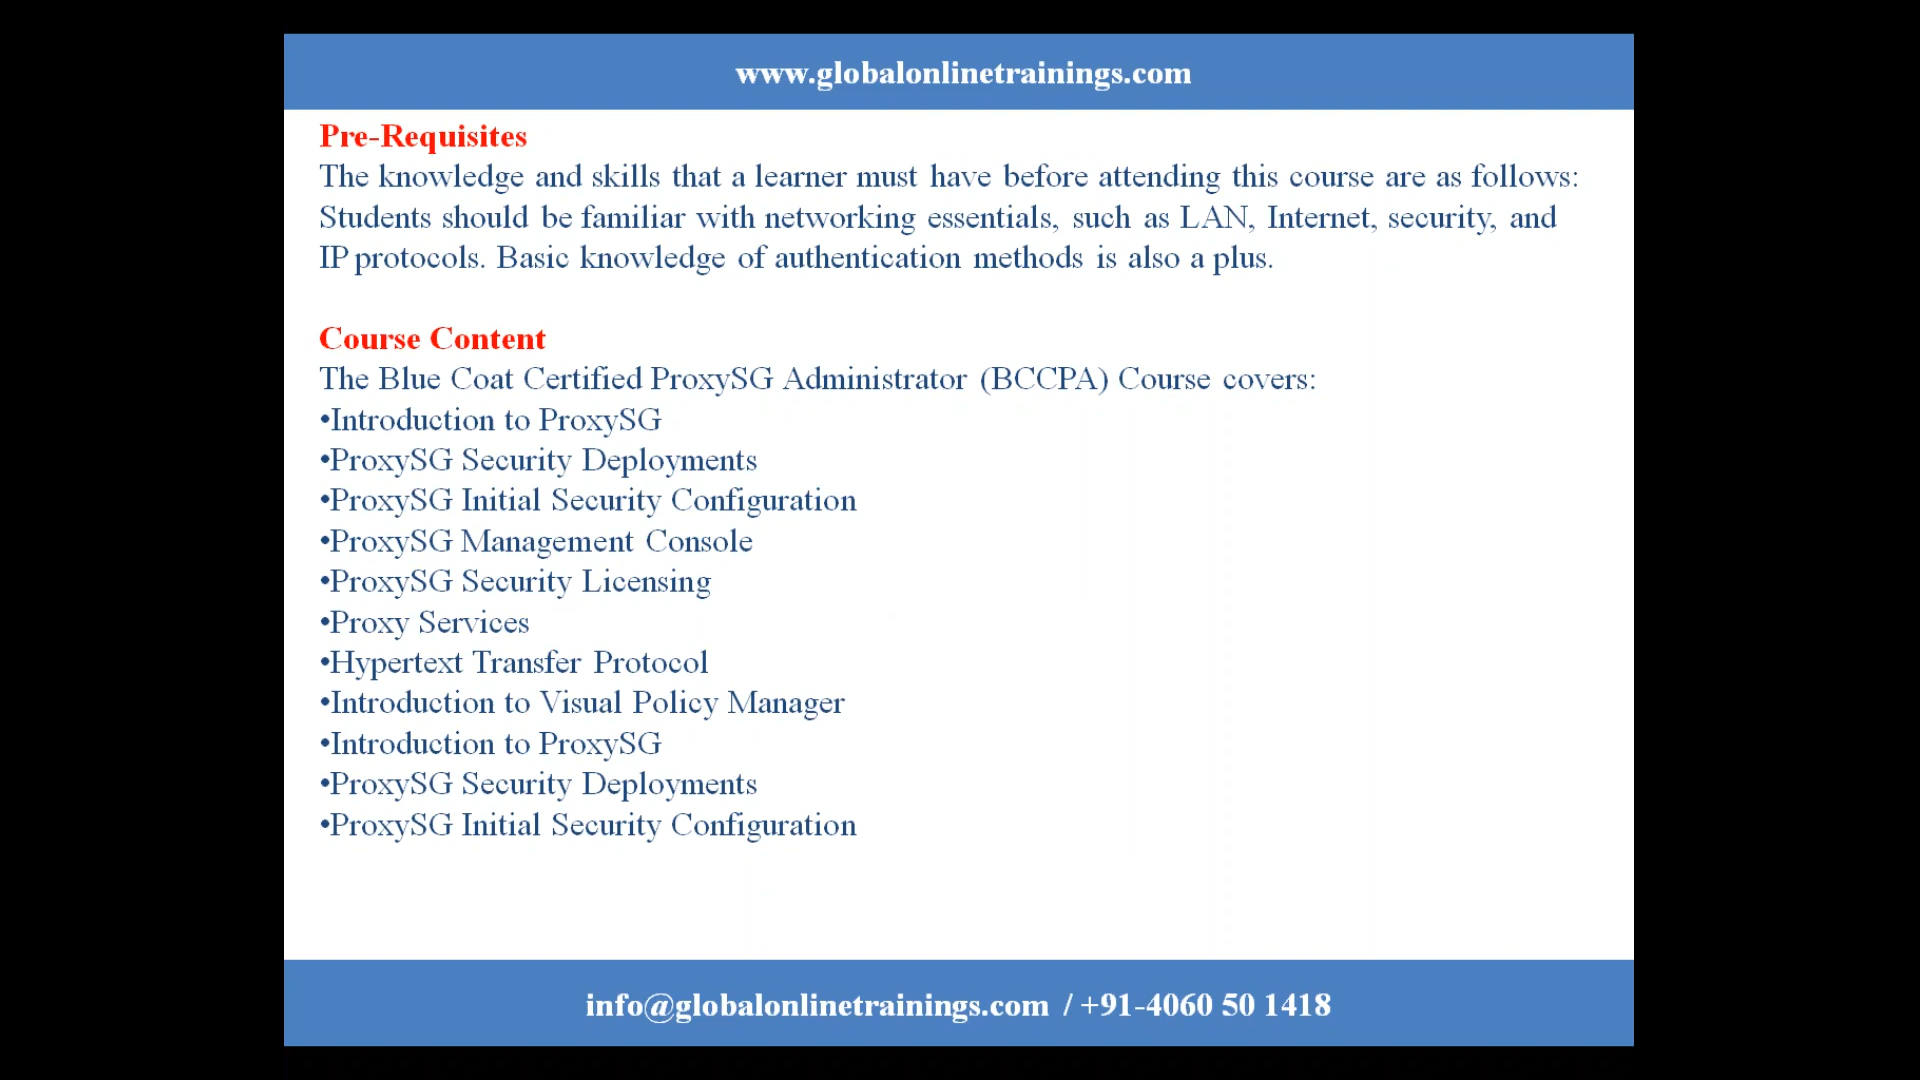 www.globalonlinetrainings.com
Pre-Requisites
The knowledge and skills that a learner must have before attending this course are as follows:
Students should be familiar with networking essentials, such as LAN, Internet, security, and
IP protocols. Basic knowledge of authentication methods is also a plus.
Course Content
The Blue Coat Certified ProxySG Administrator (BCCPA) Course covers:
•Introduction to ProxySG
•ProxySG Security Deployments
•ProxySG Initial Security Configuration
•ProxySG Management Console
•ProxySG Security Licensing
•Proxy Services
•Hypertext Transfer Protocol
•Introduction to Visual Policy Manager
•Introduction to ProxySG
•ProxySG Security Deployments
•ProxySG Initial Security Configuration
info@globalonlinetrainings.com / +91-4060 50 1418